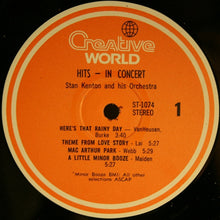 Creative
WORLD
HITS - IN CONCERT
Stan Kenton and his Orchestra
ST-1074
STEREO
1
HERE'S THAT RAINY DAY — VanHeusen,
Burke 3:40
THEME FROM LOVE STORY — Lai 5:20
MAC ARTHUR PARK - Webb 5:29
A LITTLE MINOR BOOZE - Maiden
5:27
*Minor Booze BMI: All other
selections ASCAP